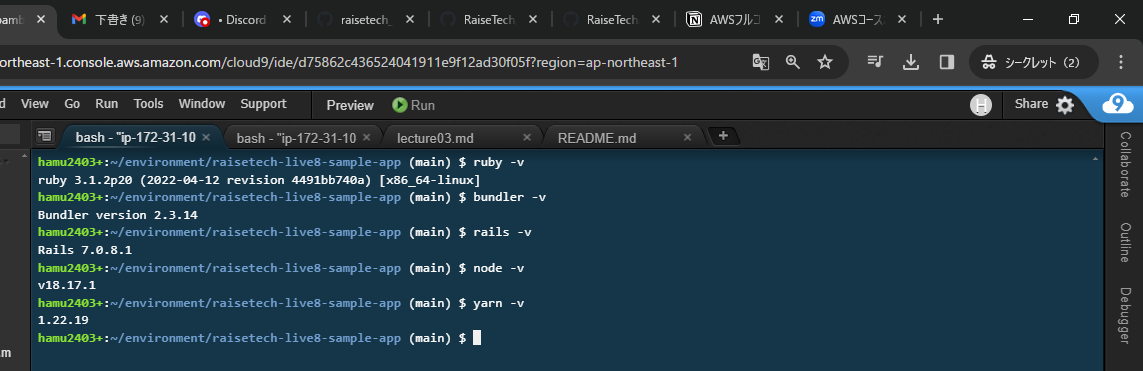 下書き (9)
• Discord
raisetech_
RaiseTech
RaiseTech
AWSフルコ
zm AWSコース
ortheast-1.console.aws.amazon.com/cloud9/ide/d75862c436524041911e9f12ad30f05f?region=ap-northeast-1
シークレット (2)
d View Go Run Tools Window Support Preview Run
H Share 9
bash - "ip-172-31-10 × bash - "ip-172-31-10 × lecture03.md × README.md ×
hamu2403+:~/environment/raisetech-live8-sample-app (main) $ ruby -v
ruby 3.1.2p20 (2022-04-12 revision 4491bb740a) [x86_64-linux]
hamu2403+:~/environment/raisetech-live8-sample-app (main) $ bundler -v
Bundler version 2.3.14
hamu2403+:~/environment/raisetech-live8-sample-app (main) $ rails -v
Rails 7.0.8.1
hamu2403+:~/environment/raisetech-live8-sample-app (main) $ node -v
v18.17.1
hamu2403+:~/environment/raisetech-live8-sample-app (main) $ yarn -v
1.22.19
hamu2403+:~/environment/raisetech-live8-sample-app (main) $
.m
Collaborate
Outline
Debugger